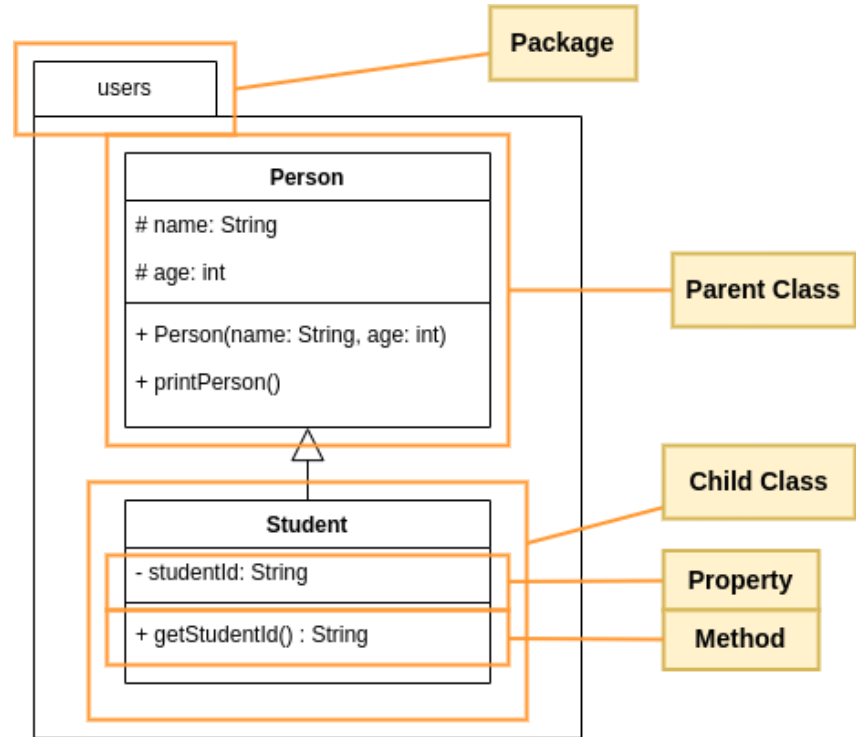 Package
users
Person
# name: String
# age: int
Parent Class
+ Person(name: String, age: int)
+ printPerson()
Child Class
Student
- studentId: String
Property
+ getStudentId() : String
Method